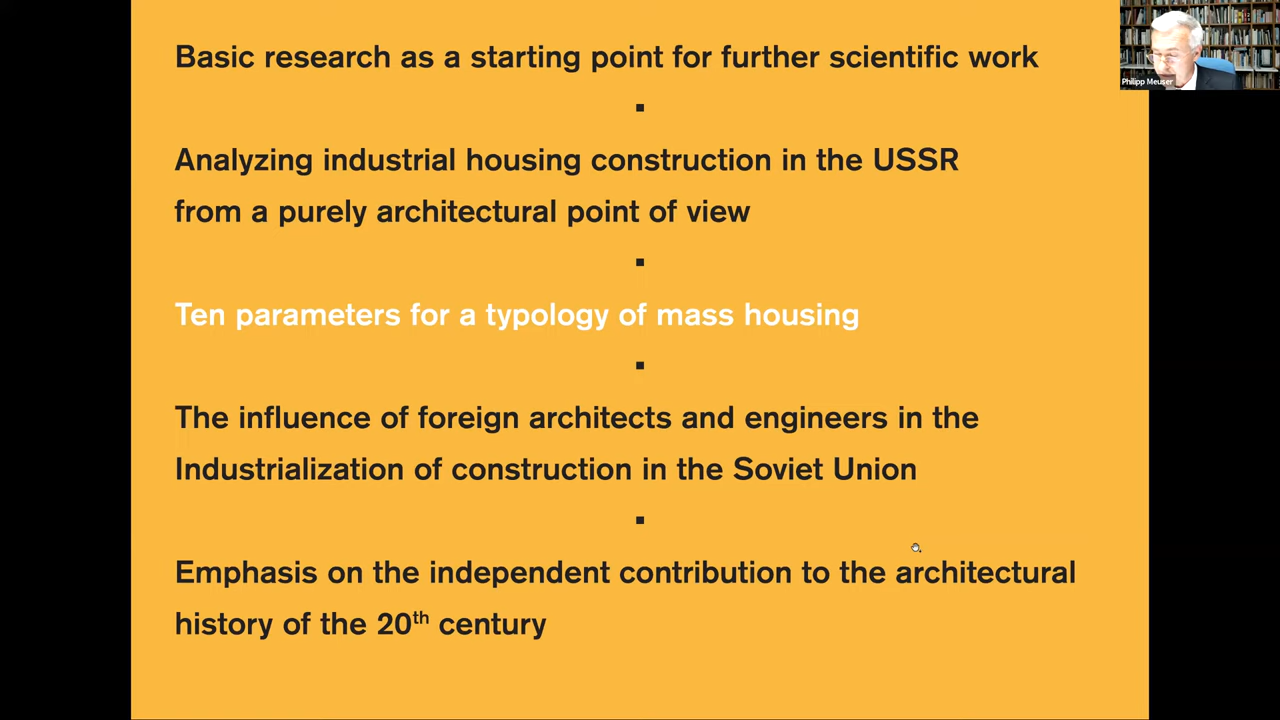 Basic research as a starting point for further scientific work
Analyzing industrial housing construction in the USSR
from a purely architectural point of view
Ten parameters for a typology of mass housing
The influence of foreign architects and engineers in the
Industrialization of construction in the Soviet Union
Emphasis on the independent contribution to the architectural
history of the 20th century
Philipp Meuser